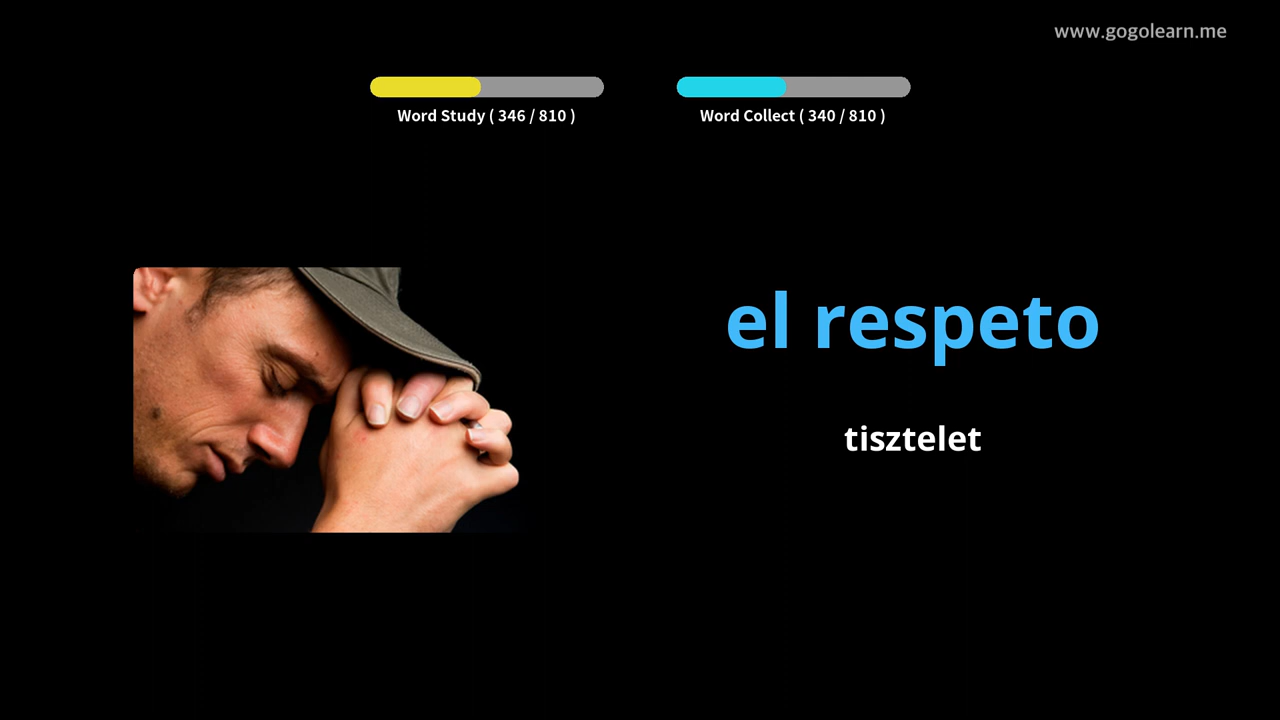 www.gogolearn.me
Word Study ( 346 / 810 )
Word Collect ( 340 / 810 )
el respeto
tisztelet